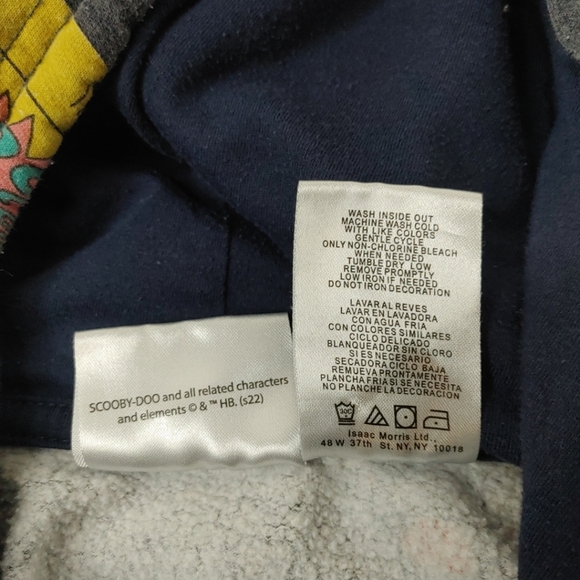 SCOOBY-DOO and all related characters
and elements © & ™ HB. (s22)
WASH INSIDE OUT
MACHINE WASH COLD
WITH LIKE COLORS
GENTLE CYCLE
ONLY NON-CHLORINE BLEACH
WHEN NEEDED
TUMBLE DRY LOW
REMOVE PROMPTLY
LOW IRON IF NEEDED
DO NOT IRON DECORATION
LAVAR AL REVES
LAVAR EN LAVADORA
CON AGUA FRIA
CON COLORES SIMILARES
CICLO DELICADO
BLANQUEADOR SIN CLORO
SI ES NECESARIO
SECADORA CICLO BAJA
REMUEVA PRONTAMENTE
PLANCHA FRIA SI SE NECESITA
NO PLANCHE LA DECORACION
30C
Isaac Morris Ltd.,
48 W 37th St. NY, NY 10018